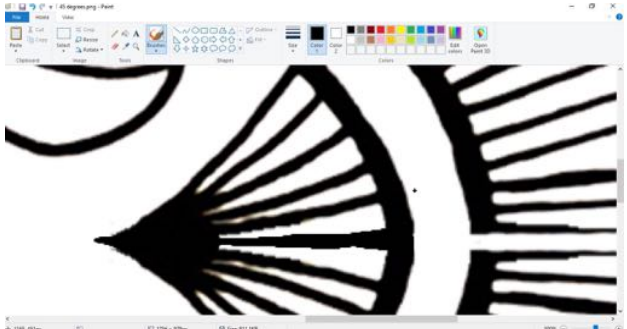 45 degrees.png - Paint
File Home View
Cut Crop Outline
Paste Copy Select Resize Brushes Fill Size Color Color Edit Open
Rotate 1 2 colors Paint 3D
Clipboard Image Tools Shapes Colors